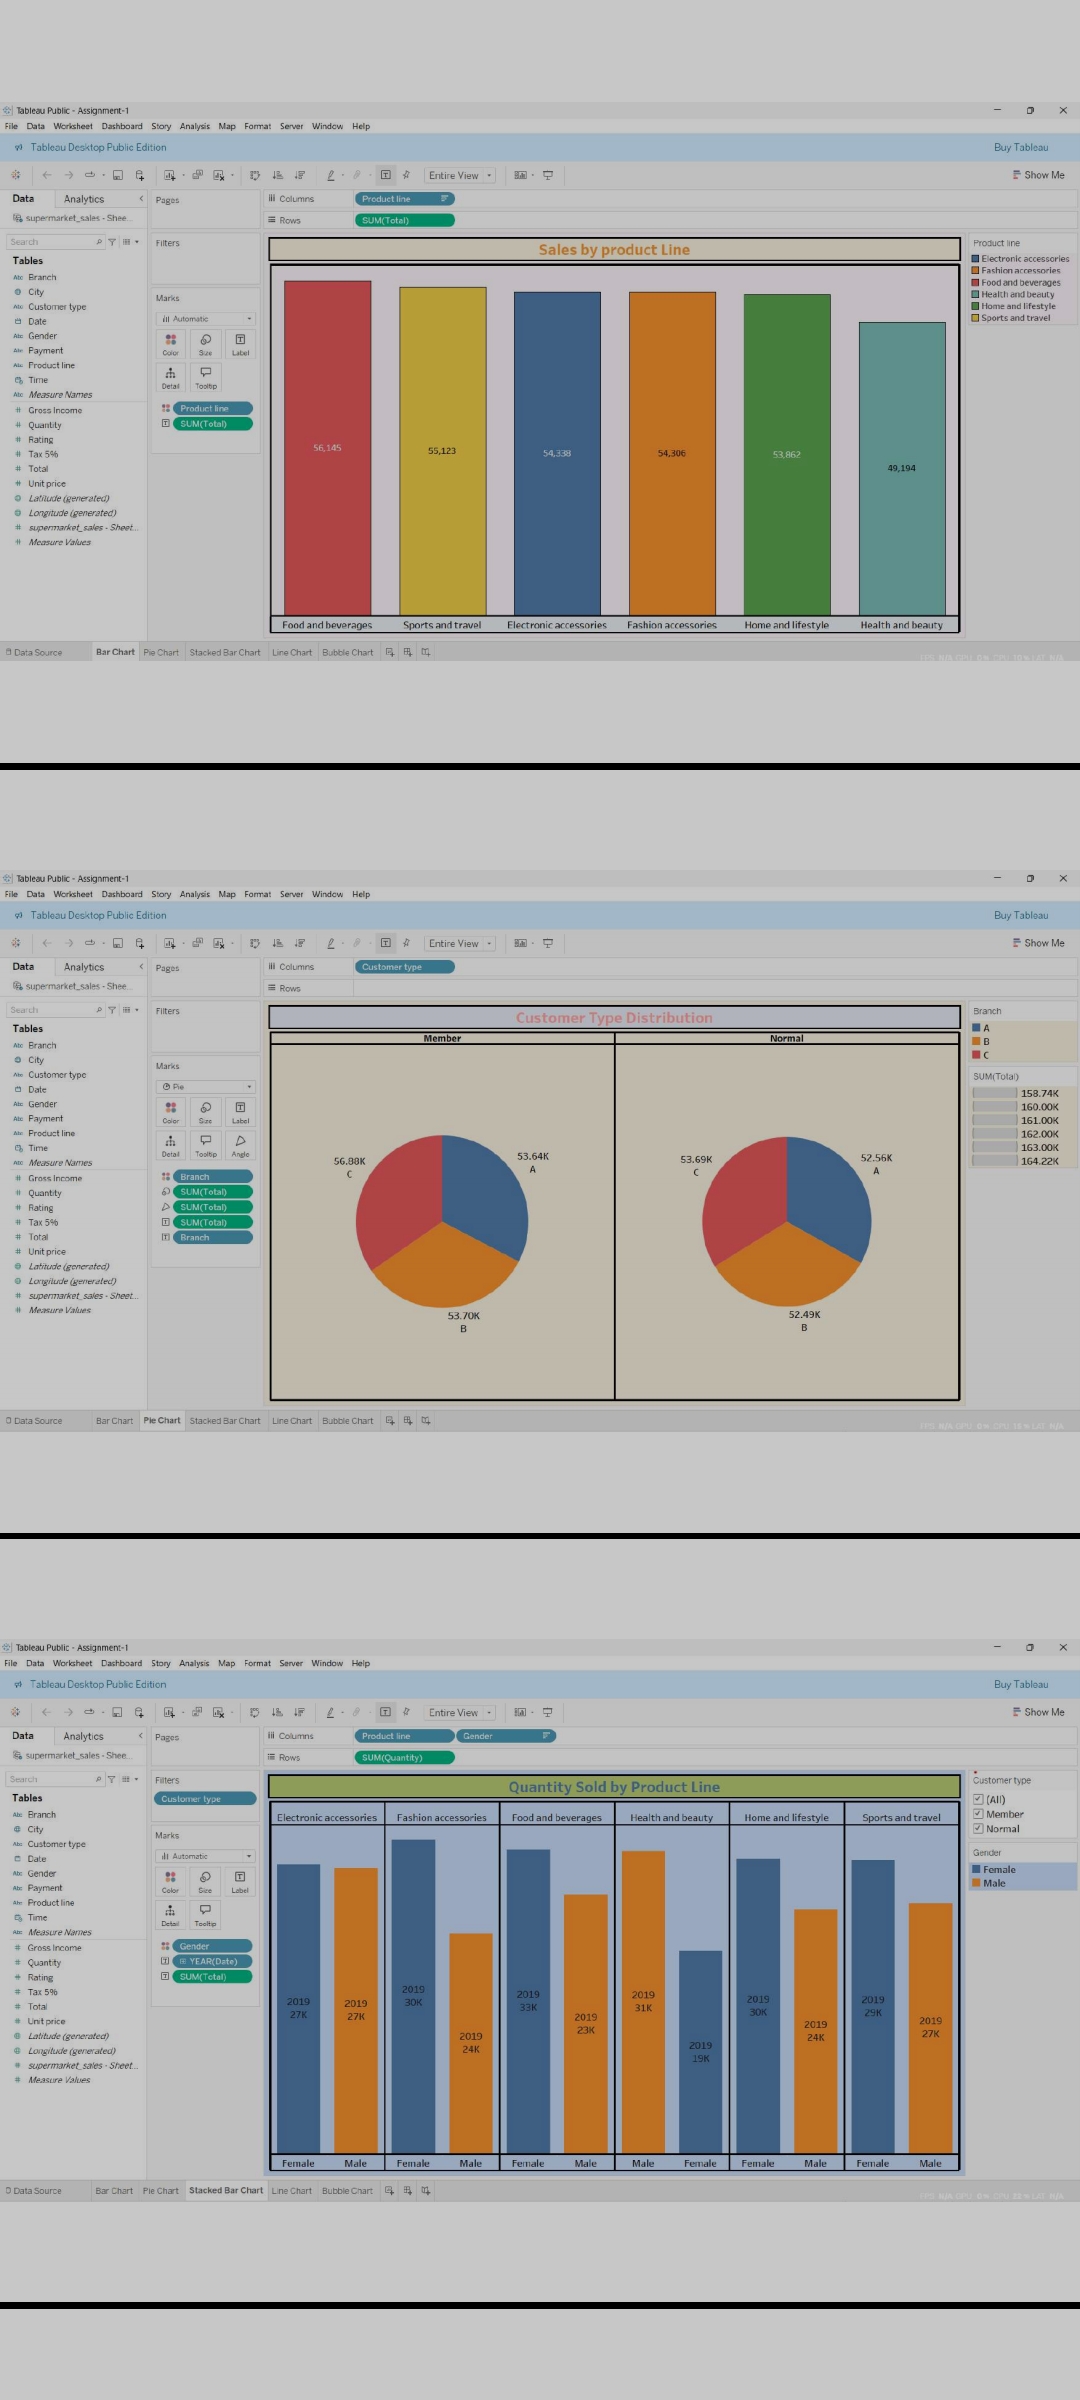 Tableau Public - Assignment-1
File Data Worksheet Dashboard Story Analysis Map Format Server Window Help
Tableau Desktop Public Edition
Buy Tableau
Entire View
Show Me
Data Analytics
supermarket_sales - Shee...
Search
Tables
Abc Branch
City
Abc Customer type
Date
Abc Gender
Abc Payment
Abc Product line
Time
Abc Measure Names
# Gross Income
# Quantity
# Rating
# Tax 5%
# Total
# Unit price
Latitude (generated)
Longitude (generated)
# supermarket_sales - Sheet...
# Measure Values
Pages
Filters
Marks
Automatic
Color Size Label
Detail Tooltip
Product line
SUM(Total)
Columns Product line
Rows SUM(Total)
Sales by product Line
56,145
55,123
54,338
54,306
53,862
49,194
Food and beverages
Sports and travel
Electronic accessories
Fashion accessories
Home and lifestyle
Health and beauty
Product line
Electronic accessories
Fashion accessories
Food and beverages
Health and beauty
Home and lifestyle
Sports and travel
Data Source Bar Chart Pie Chart Stacked Bar Chart Line Chart Bubble Chart
Tableau Public - Assignment-1
File Data Worksheet Dashboard Story Analysis Map Format Server Window Help
Tableau Desktop Public Edition
Buy Tableau
Entire View
Show Me
Data Analytics
supermarket_sales - Shee...
Search
Tables
Abc Branch
City
Abc Customer type
Date
Abc Gender
Abc Payment
Abc Product line
Time
Abc Measure Names
# Gross Income
# Quantity
# Rating
# Tax 5%
# Total
# Unit price
Latitude (generated)
Longitude (generated)
# supermarket_sales - Sheet...
# Measure Values
Pages
Filters
Marks
Pie
Color Size Label
Detail Tooltip Angle
Branch
SUM(Total)
SUM(Total)
SUM(Total)
Branch
Columns Customer type
Rows
Customer Type Distribution
Member
Normal
56.88K
C
53.64K
A
53.70K
B
53.69K
C
52.56K
A
52.49K
B
Branch
A
B
C
SUM(Total)
158.74K
160.00K
161.00K
162.00K
163.00K
164.22K
Data Source Bar Chart Pie Chart Stacked Bar Chart Line Chart Bubble Chart
Tableau Public - Assignment-1
File Data Worksheet Dashboard Story Analysis Map Format Server Window Help
Tableau Desktop Public Edition
Buy Tableau
Entire View
Show Me
Data Analytics
supermarket_sales - Shee...
Search
Tables
Abc Branch
City
Abc Customer type
Date
Abc Gender
Abc Payment
Abc Product line
Time
Abc Measure Names
# Gross Income
# Quantity
# Rating
# Tax 5%
# Total
# Unit price
Latitude (generated)
Longitude (generated)
# supermarket_sales - Sheet...
# Measure Values
Pages
Filters
Customer type
Marks
Automatic
Color Size Label
Detail Tooltip
Gender
YEAR(Date)
SUM(Total)
Columns Product line Gender
Rows SUM(Quantity)
Quantity Sold by Product Line
Electronic accessories
Fashion accessories
Food and beverages
Health and beauty
Home and lifestyle
Sports and travel
2019
27K
2019
27K
2019
30K
2019
24K
2019
33K
2019
23K
2019
31K
2019
19K
2019
30K
2019
24K
2019
29K
2019
27K
Female Male Female Male Female Male Male Female Female Male Female Male
Customer type
(All)
Member
Normal
Gender
Female
Male
Data Source Bar Chart Pie Chart Stacked Bar Chart Line Chart Bubble Chart